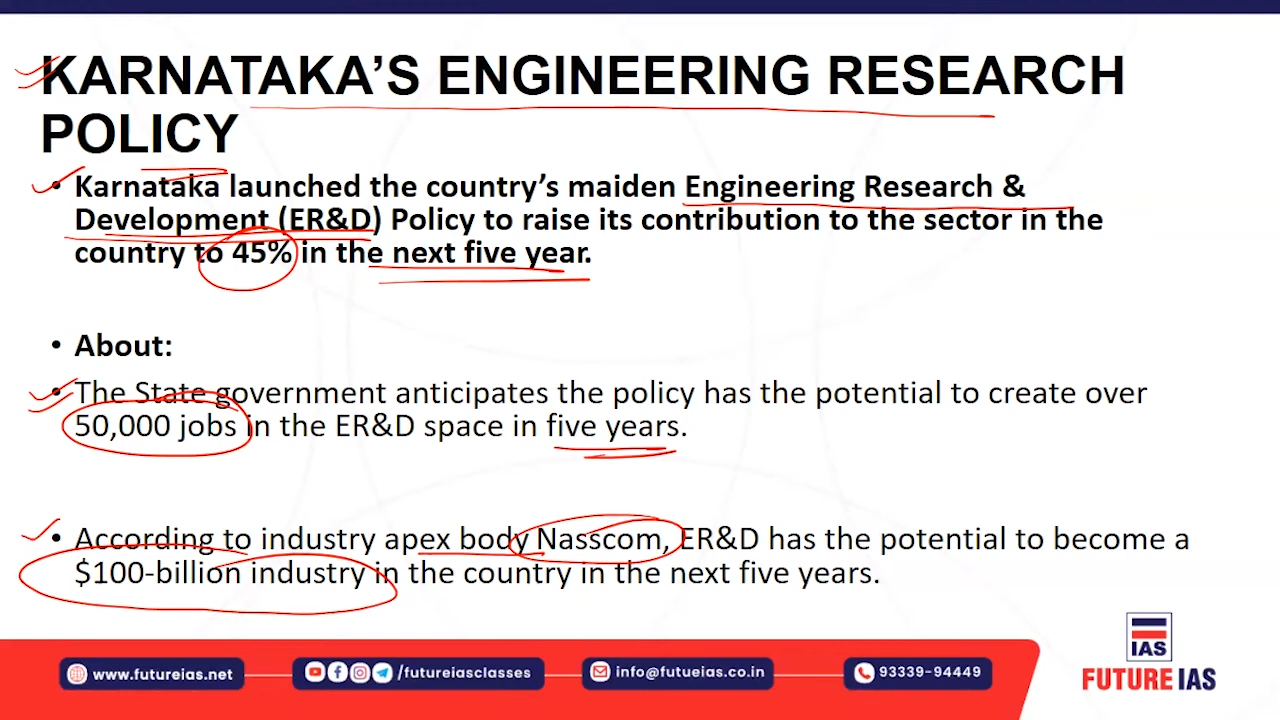 KARNATAKA'S ENGINEERING RESEARCH
POLICY
• Karnataka launched the country's maiden Engineering Research &
Development (ER&D) Policy to raise its contribution to the sector in the
country to 45% in the next five year.
• About:
• The State government anticipates the policy has the potential to create over
50,000 jobs in the ER&D space in five years.
• According to industry apex body Nasscom, ER&D has the potential to become a
$100-billion industry in the country in the next five years.
www.futureias.net
/futureiasclasses
info@futueias.co.in
93339-94449
IAS
FUTURE IAS